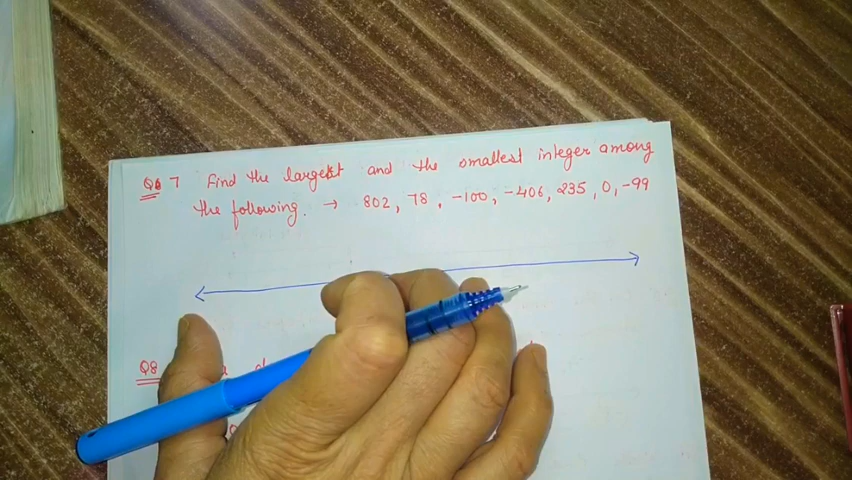 Q 7 Find the largest and the smallest integer among
the following. → 802, 78, -100, -406, 235, 0, -99
Q8